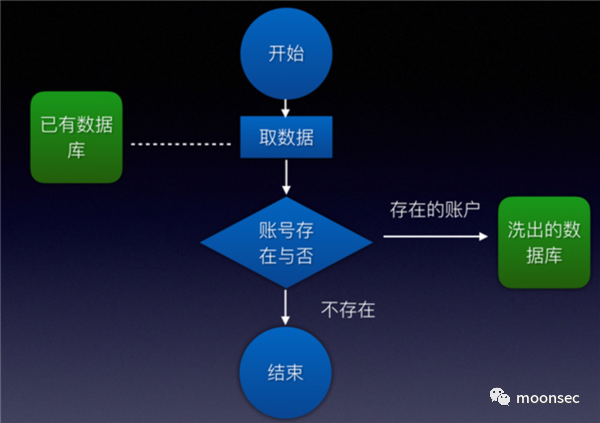 开始
已有数据
库
取数据
账号存
在与否
存在的账户
洗出的数
据库
不存在
结束
moonsec